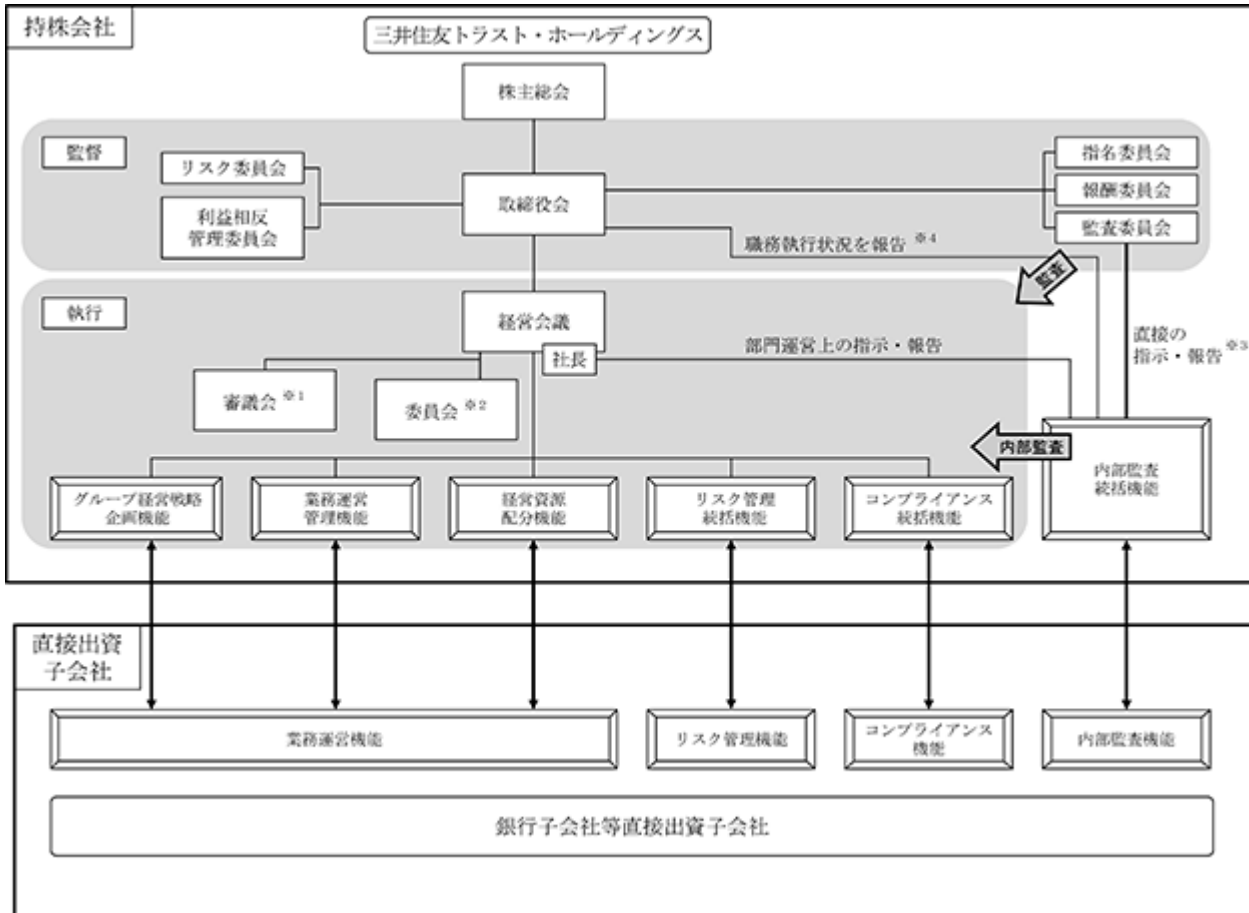 持株会社
三井住友トラスト・ホールディングス
株主総会
監督
リスク委員会
利益相反
管理委員会
取締役会
指名委員会
報酬委員会
監査委員会
職務執行状況を報告 ※4
監査
執行
経営会議
社長
部門運営上の指示・報告
直接の
指示・報告 ※3
審議会 ※1
委員会 ※2
内部監査
内部監査
統括機能
グループ経営戦略
企画機能
業務運営
管理機能
経営資源
配分機能
リスク管理
統括機能
コンプライアンス
統括機能
直接出資
子会社
業務運営機能
リスク管理機能
コンプライアンス
機能
内部監査機能
銀行子会社等直接出資子会社